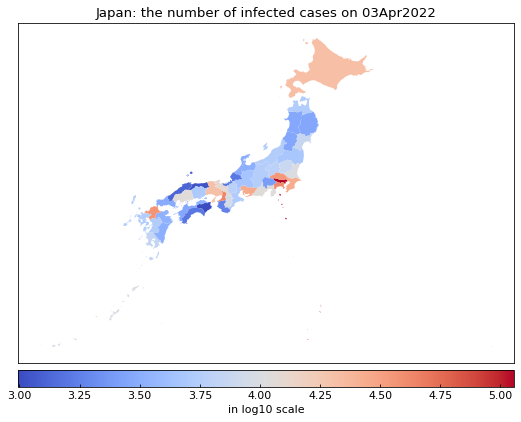 Japan: the number of infected cases on 03Apr2022
3.00 3.25 3.50 3.75 4.00 4.25 4.50 4.75 5.00
in log10 scale